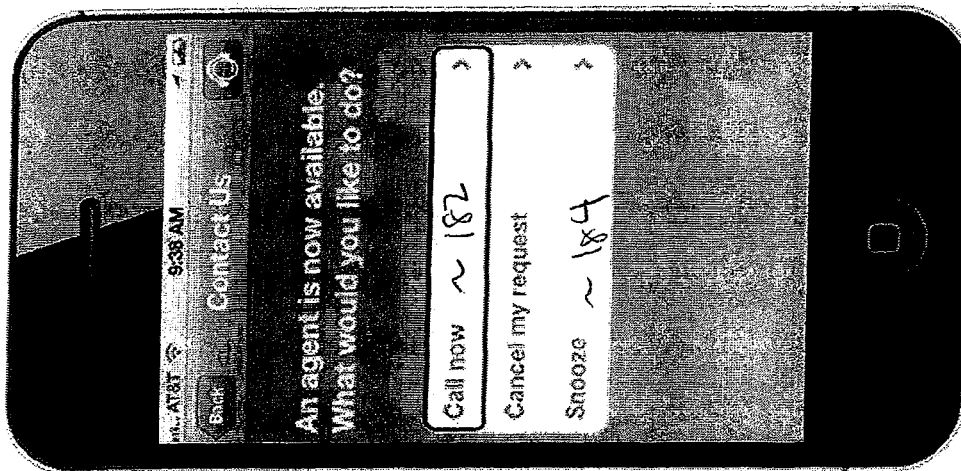 AT&T 9:38 AM
Back Contact Us
An agent is now available.
What would you like to do?
Call now ~ 182 >
Cancel my request >
Snooze ~ 184 >